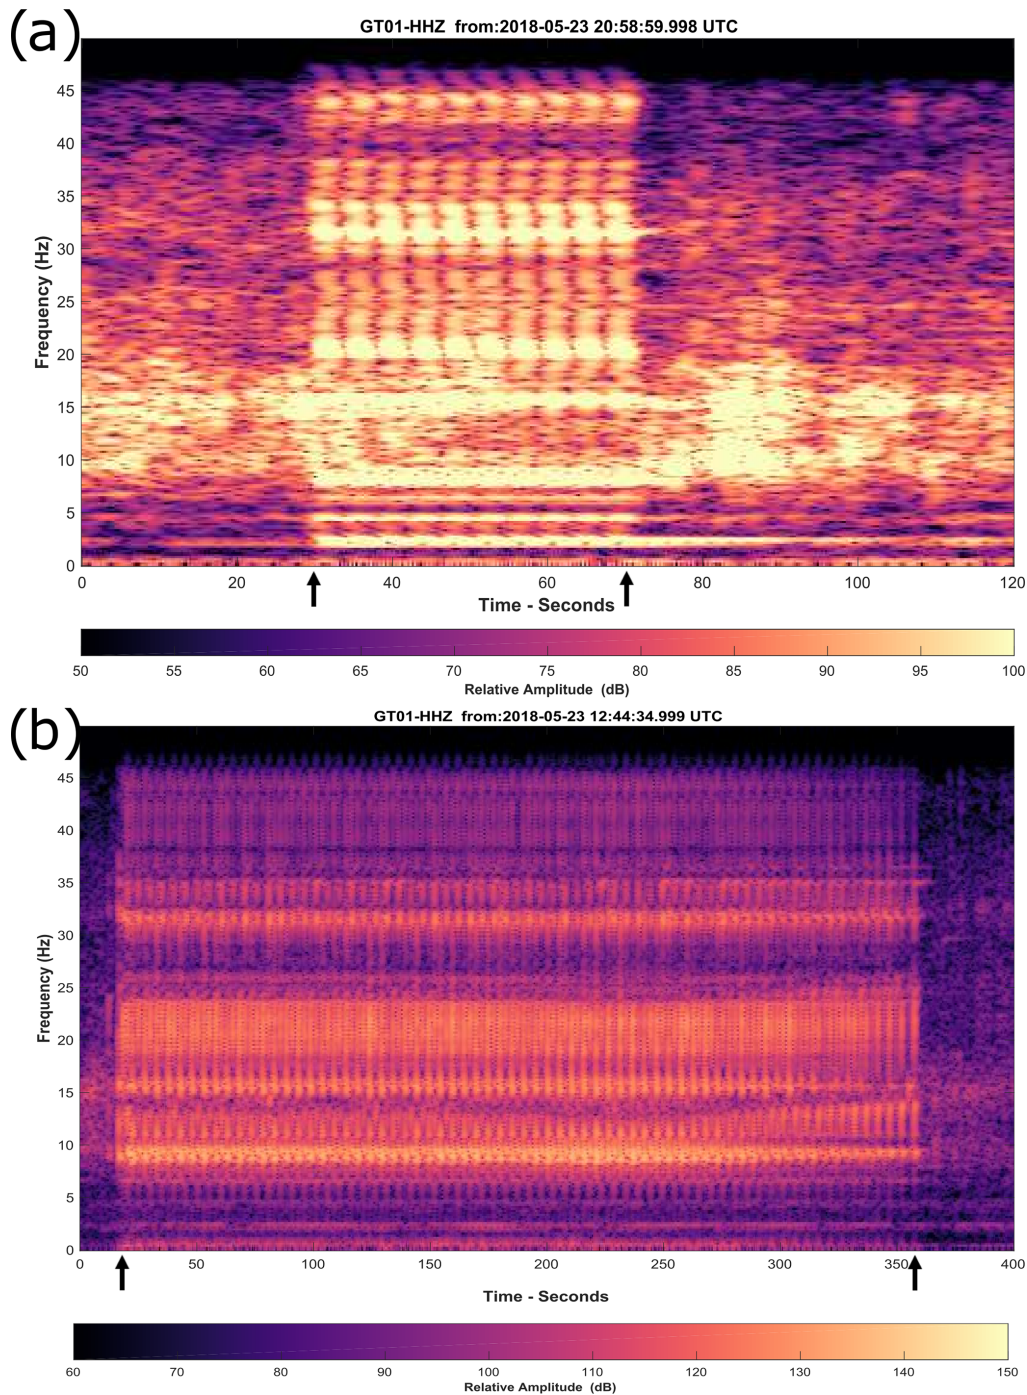 (a)
GT01-HHZ from:2018-05-23 20:58:59.998 UTC
45
40
35
30
25
20
15
10
5
0
Frequency (Hz)
0 20 40 60 80 100 120
Time - Seconds
50 55 60 65 70 75 80 85 90 95 100
Relative Amplitude (dB)
(b)
GT01-HHZ from:2018-05-23 12:44:34.999 UTC
45
40
35
30
25
20
15
10
5
0
Frequency (Hz)
0 50 100 150 200 250 300 350 400
Time - Seconds
60 70 80 90 100 110 120 130 140 150
Relative Amplitude (dB)